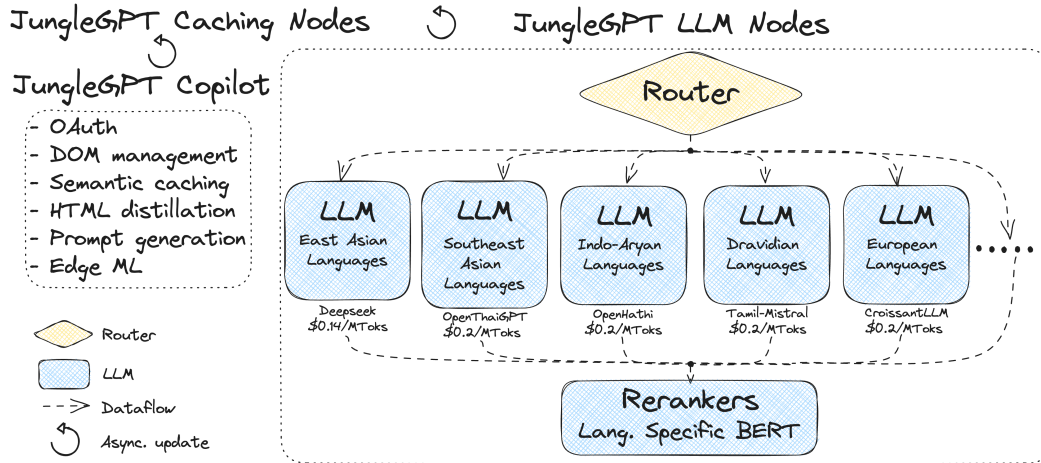 JungleGPT Caching Nodes
JungleGPT LLM Nodes
JungleGPT Copilot
- OAuth
- DOM management
- Semantic caching
- HTML distillation
- Prompt generation
- Edge ML
Router
LLM
Dataflow
Async. update
Router
LLM
East Asian
Languages
Deepseek
$0.14/MToks
LLM
Southeast
Asian
Languages
OpenThaiGPT
$0.2/MToks
LLM
Indo-Aryan
Languages
OpenHathi
$0.2/MToks
LLM
Dravidian
Languages
Tamil-Mistral
$0.2/MToks
LLM
European
Languages
CroissantLLM
$0.2/MToks
Rerankers
Lang. Specific BERT